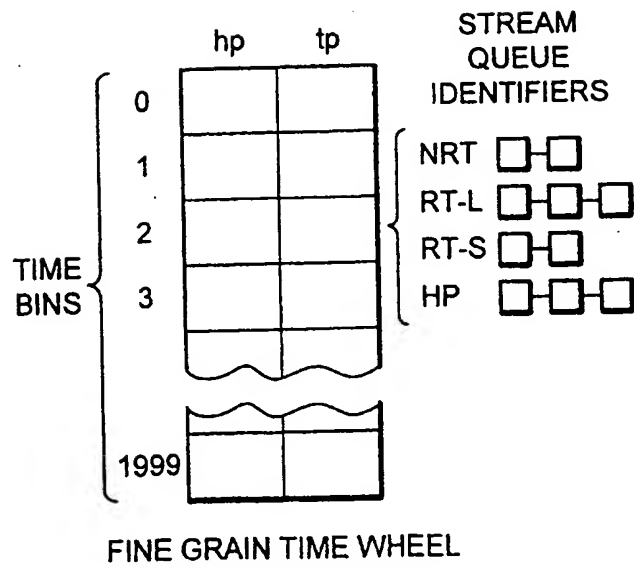 hp tp
STREAM
QUEUE
IDENTIFIERS
0
1
2
3
1999
TIME
BINS
NRT
RT-L
RT-S
HP
FINE GRAIN TIME WHEEL